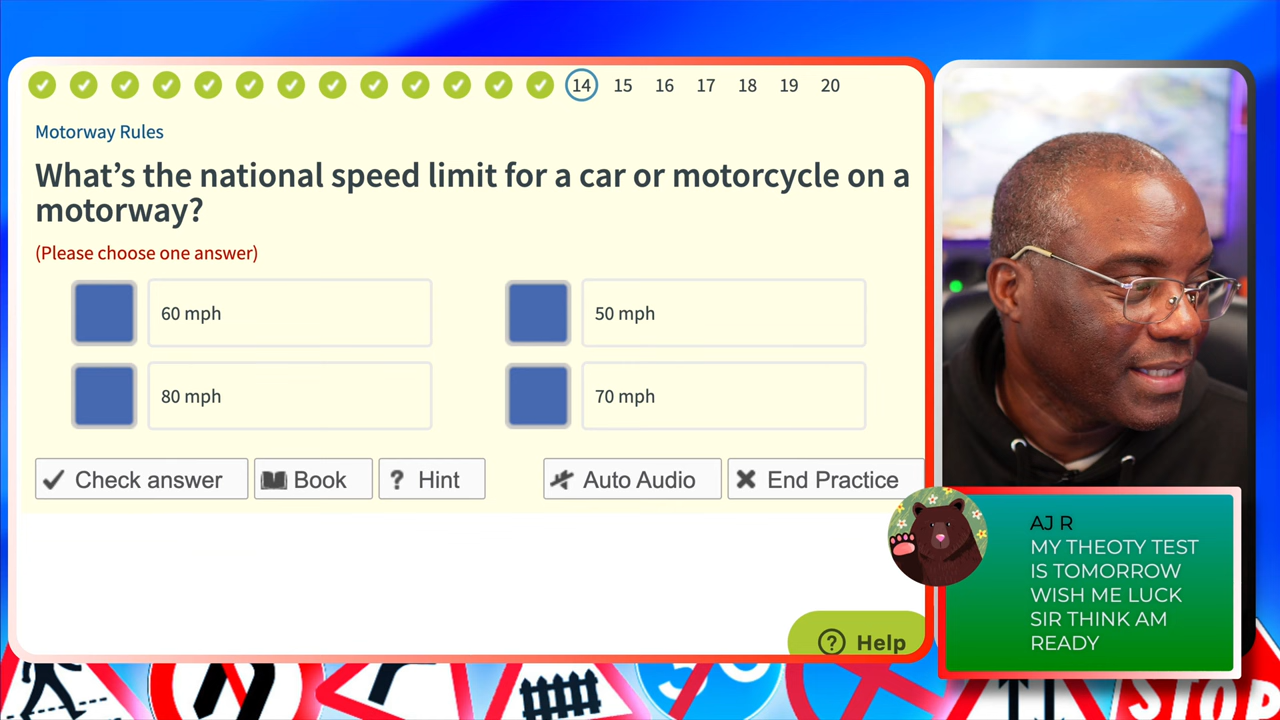 14 15 16 17 18 19 20
Motorway Rules
What's the national speed limit for a car or motorcycle on a
motorway?
(Please choose one answer)
60 mph
50 mph
80 mph
70 mph
Check answer
Book
? Hint
Auto Audio
End Practice
? Help
AJ R
MY THEOTY TEST
IS TOMORROW
WISH ME LUCK
SIR THINK AM
READY
STOP